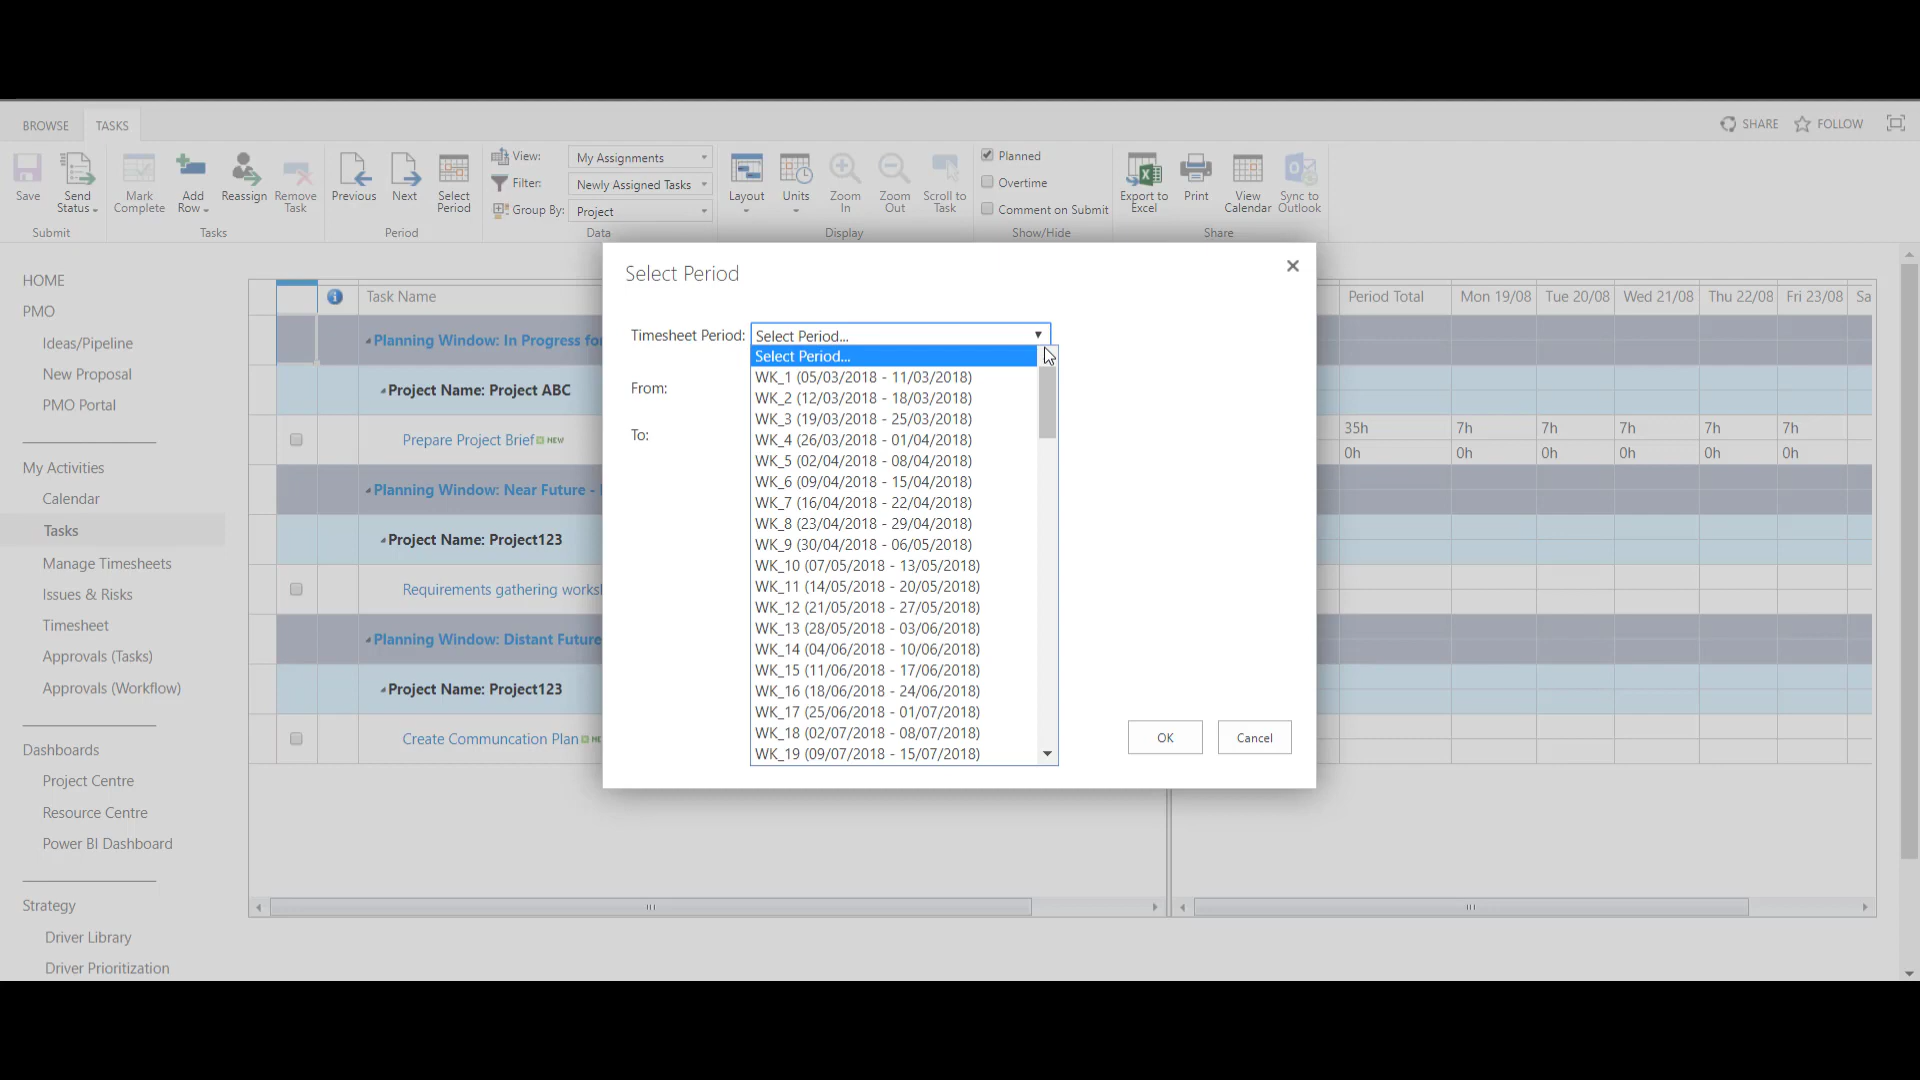 BROWSE
TASKS
SHARE
FOLLOW
Save
Send Status
Mark Complete
Add Row
Reassign
Remove Task
Previous
Next
Select Period
View:
My Assignments
Filter:
Newly Assigned Tasks
Group By:
Project
Layout
Units
Zoom In
Zoom Out
Scroll to Task
Planned
Overtime
Comment on Submit
Export to Excel
Print
View Calendar
Sync to Outlook
Submit
Tasks
Period
Data
Display
Show/Hide
Share
HOME
PMO
Ideas/Pipeline
New Proposal
PMO Portal
My Activities
Calendar
Tasks
Manage Timesheets
Issues & Risks
Timesheet
Approvals (Tasks)
Approvals (Workflow)
Dashboards
Project Centre
Resource Centre
Power BI Dashboard
Strategy
Driver Library
Driver Prioritization
Task Name
Planning Window: In Progress for
Project Name: Project ABC
Prepare Project Brief NEW
Planning Window: Near Future -
Project Name: Project123
Requirements gathering works
Planning Window: Distant Future
Project Name: Project123
Create Communcation Plan
Select Period
Timesheet Period:
Select Period...
From:
To:
Select Period...
WK_1 (05/03/2018 - 11/03/2018)
WK_2 (12/03/2018 - 18/03/2018)
WK_3 (19/03/2018 - 25/03/2018)
WK_4 (26/03/2018 - 01/04/2018)
WK_5 (02/04/2018 - 08/04/2018)
WK_6 (09/04/2018 - 15/04/2018)
WK_7 (16/04/2018 - 22/04/2018)
WK_8 (23/04/2018 - 29/04/2018)
WK_9 (30/04/2018 - 06/05/2018)
WK_10 (07/05/2018 - 13/05/2018)
WK_11 (14/05/2018 - 20/05/2018)
WK_12 (21/05/2018 - 27/05/2018)
WK_13 (28/05/2018 - 03/06/2018)
WK_14 (04/06/2018 - 10/06/2018)
WK_15 (11/06/2018 - 17/06/2018)
WK_16 (18/06/2018 - 24/06/2018)
WK_17 (25/06/2018 - 01/07/2018)
WK_18 (02/07/2018 - 08/07/2018)
WK_19 (09/07/2018 - 15/07/2018)
OK
Cancel
Period Total
Mon 19/08
Tue 20/08
Wed 21/08
Thu 22/08
Fri 23/08
Sa
35h 7h 7h 7h 7h 7h
0h 0h 0h 0h 0h 0h